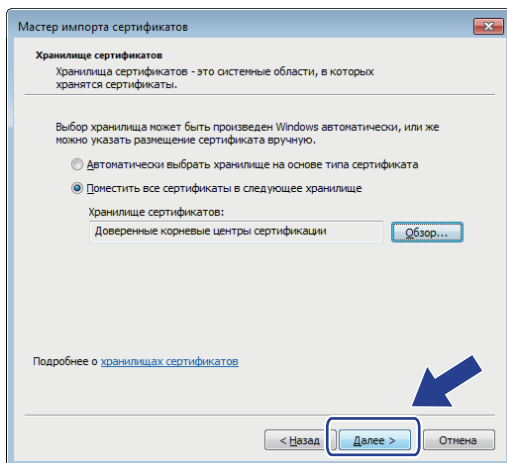 Мастер импорта сертификатов
Хранилище сертификатов
Хранилища сертификатов - это системные области, в которых
хранятся сертификаты.
Выбор хранилища может быть произведен Windows автоматически, или же
можно указать размещение сертификата вручную.
Автоматически выбрать хранилище на основе типа сертификата
Поместить все сертификаты в следующее хранилище
Хранилище сертификатов:
Доверенные корневые центры сертификации
Обзор...
Подробнее о хранилищах сертификатов
< Назад
Далее >
Отмена